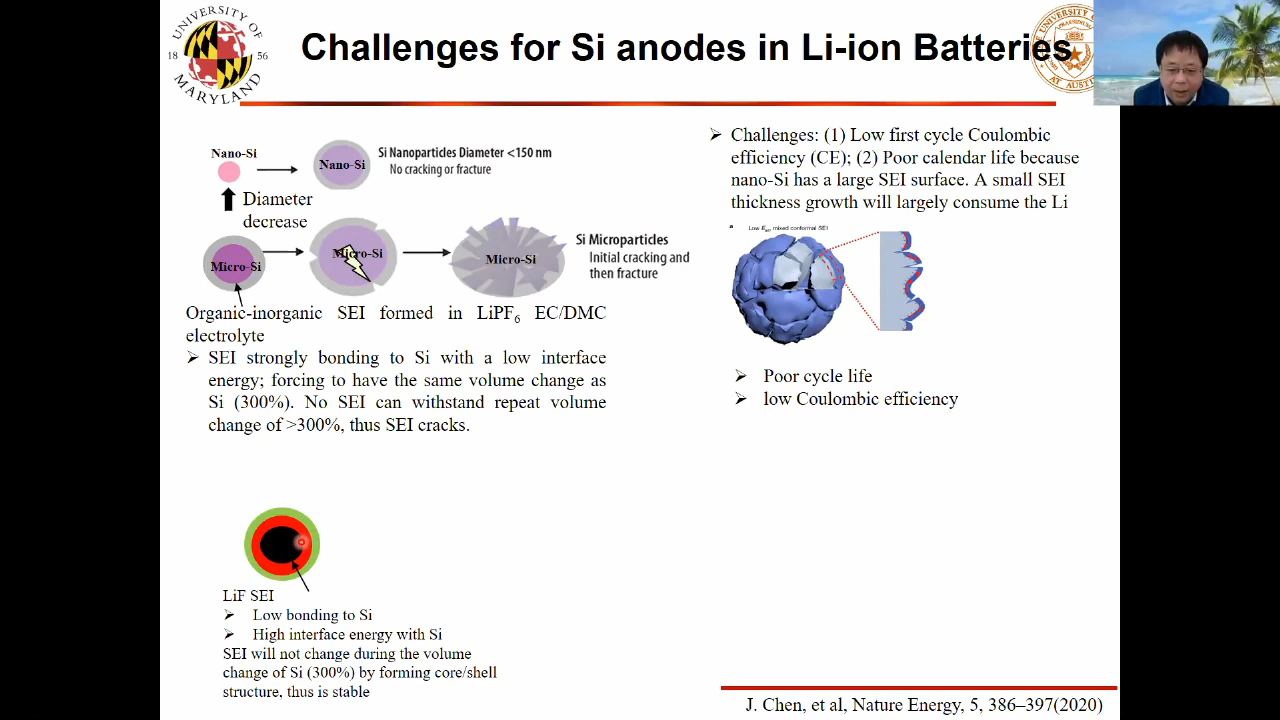 UNIVERSITY OF
18 56
MARYLAND
Challenges for Si anodes in Li-ion Batteries
AT AUSTIN
Nano-Si
Nano-Si
Si Nanoparticles Diameter <150 nm
No cracking or fracture
Diameter
decrease
Micro-Si
Micro-Si
Micro-Si
Si Microparticles
Initial cracking and
then fracture
Organic-inorganic SEI formed in LiPF₆ EC/DMC
electrolyte
➢ SEI strongly bonding to Si with a low interface
energy; forcing to have the same volume change as
Si (300%). No SEI can withstand repeat volume
change of >300%, thus SEI cracks.
LiF SEI
➢ Low bonding to Si
➢ High interface energy with Si
SEI will not change during the volume
change of Si (300%) by forming core/shell
structure, thus is stable
➢ Challenges: (1) Low first cycle Coulombic
efficiency (CE); (2) Poor calendar life because
nano-Si has a large SEI surface. A small SEI
thickness growth will largely consume the Li
a Low E mixed conformal SEI
➢ Poor cycle life
➢ low Coulombic efficiency
J. Chen, et al, Nature Energy, 5, 386–397(2020)